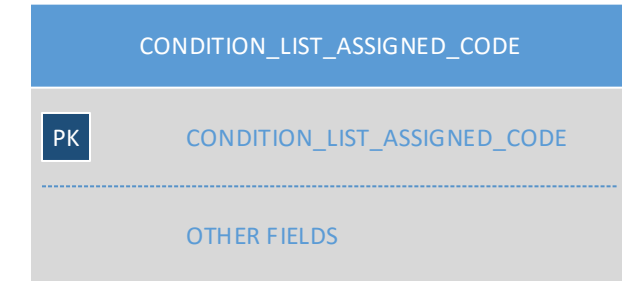 CONDITION_LIST_ASSIGNED_CODE
PK CONDITION_LIST_ASSIGNED_CODE
OTHER FIELDS